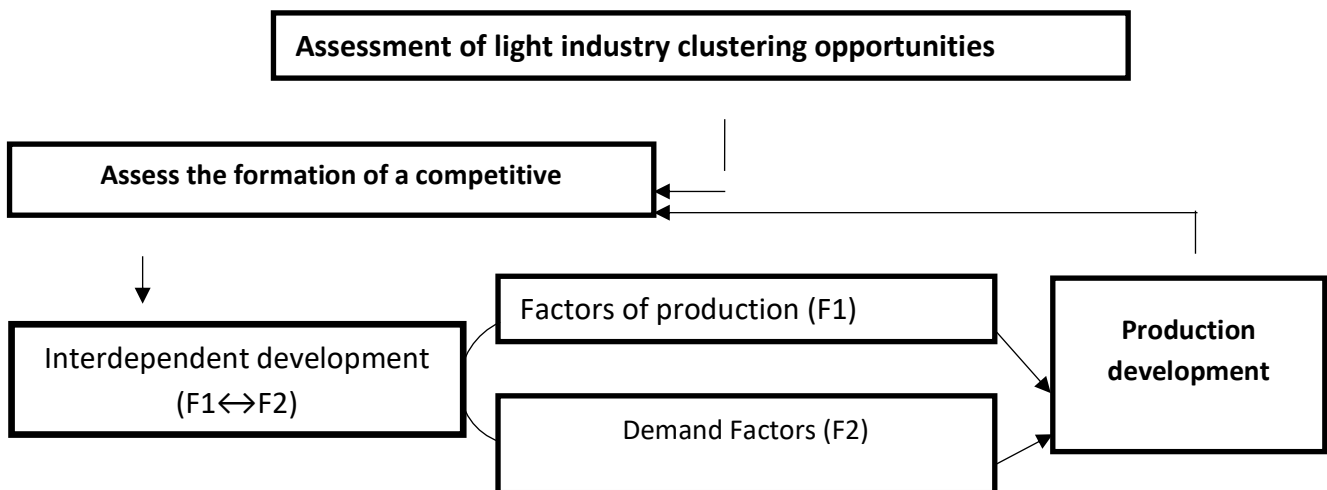 Assessment of light industry clustering opportunities
Assess the formation of a competitive
Factors of production (F1)
Interdependent development
(F1↔F2)
Production
development
Demand Factors (F2)